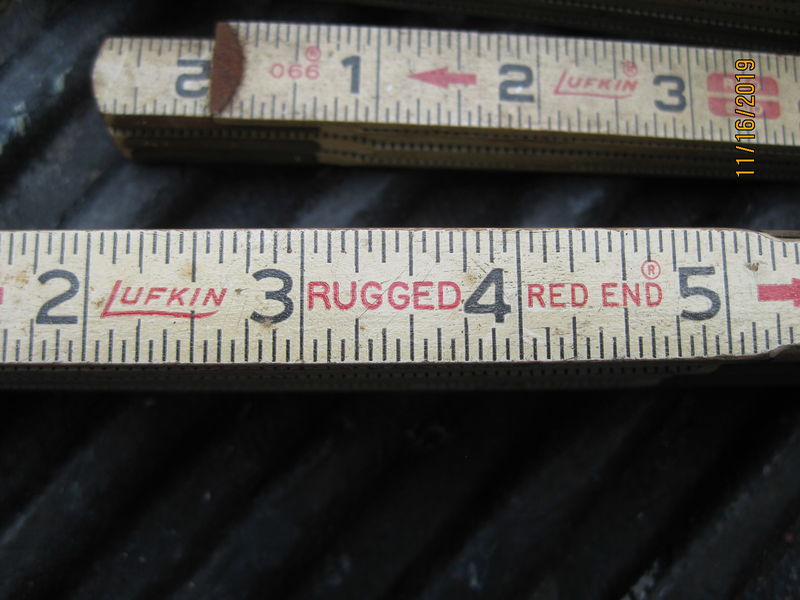 2 066® 1 2 LUFKIN® 3
2 LUFKIN 3 RUGGED 4 RED END® 5
11/16/2019